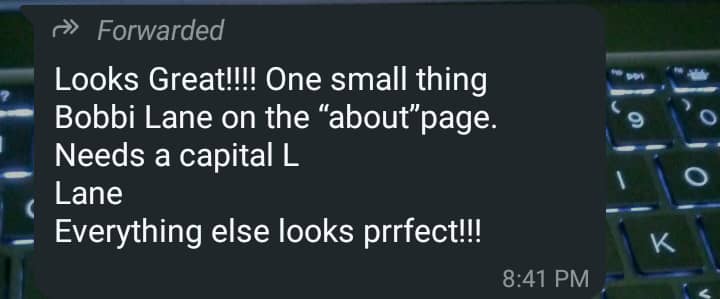 Forwarded
Looks Great!!!! One small thing
Bobbi Lane on the “about”page.
Needs a capital L
Lane
Everything else looks prrfect!!!
8:41 PM
?
9
O
I
O
K